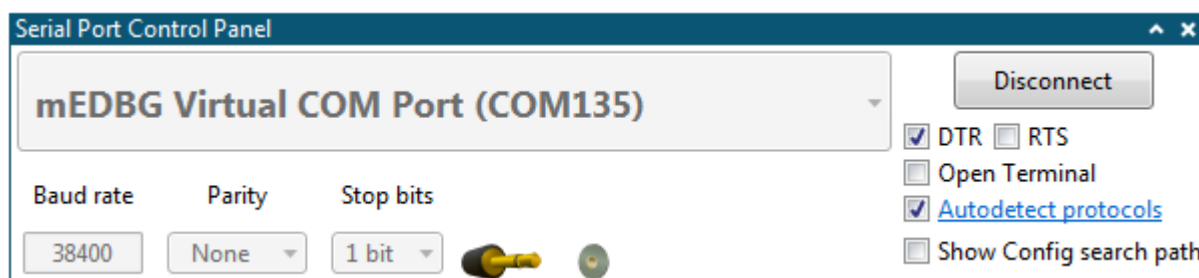 Serial Port Control Panel
mEDBG Virtual COM Port (COM135)
Disconnect
DTR RTS
Open Terminal
Autodetect protocols
Show Config search path
Baud rate Parity Stop bits
38400 None 1 bit